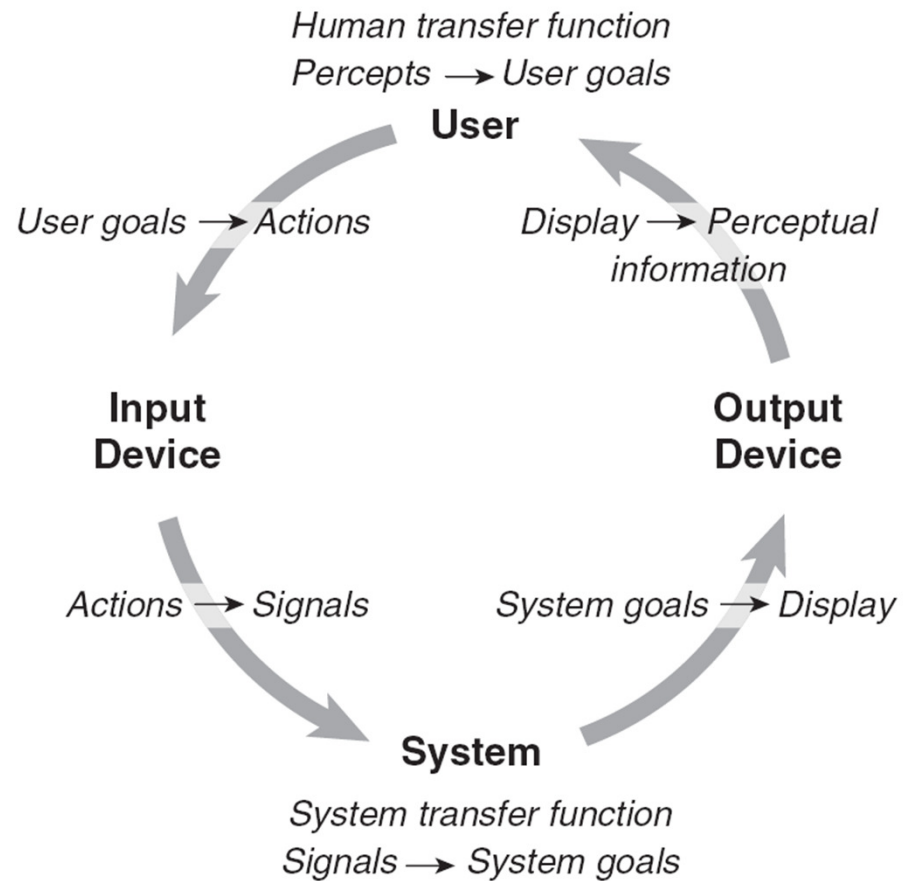 Human transfer function
Percepts → User goals
User
User goals → Actions
Display → Perceptual
information
Input
Device
Output
Device
Actions → Signals
System goals → Display
System
System transfer function
Signals → System goals